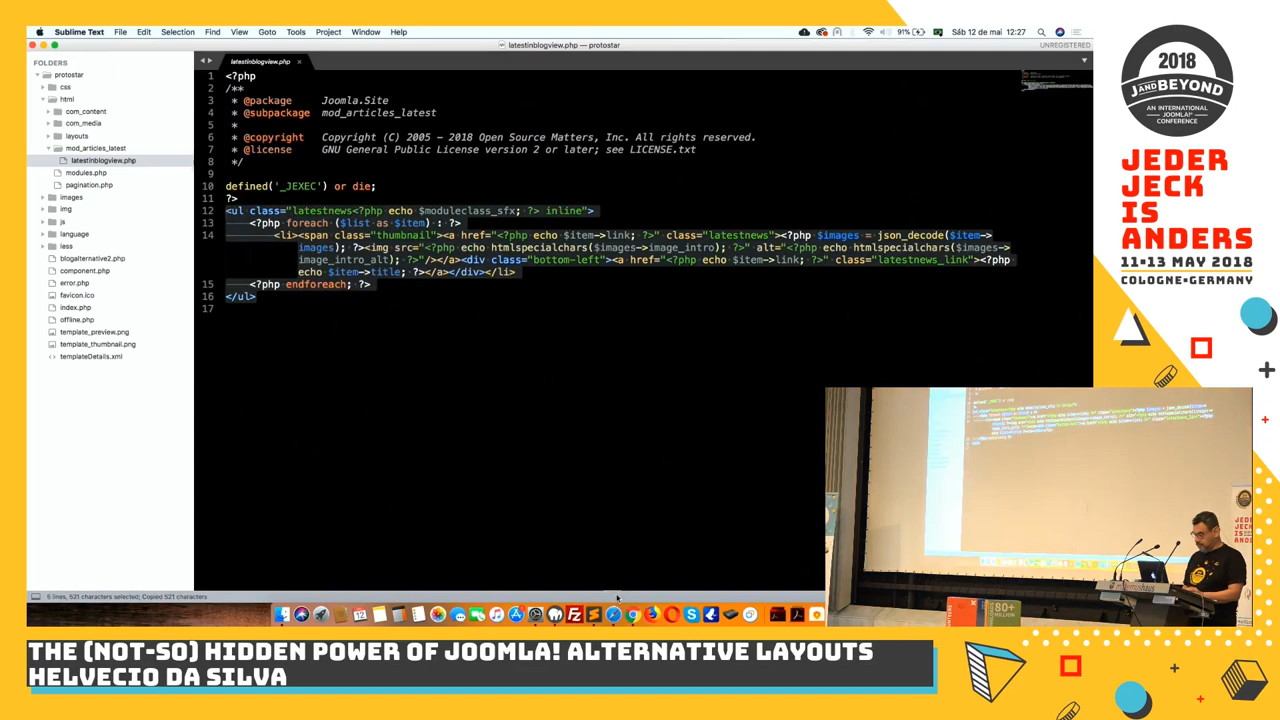 Sublime Text File Edit Selection Find View Goto Tools Project Window Help
91% Sáb 12 de mai 12:27
latestinblogview.php — protostar
UNREGISTERED
FOLDERS
protostar
css
html
com_content
com_media
layouts
mod_articles_latest
latestinblogview.php
modules.php
pagination.php
images
img
js
language
less
blogalternative2.php
component.php
error.php
favicon.ico
index.php
offline.php
template_preview.png
template_thumbnail.png
templateDetails.xml
latestinblogview.php ×
1 <?php
2 /**
3 * @package Joomla.Site
4 * @subpackage mod_articles_latest
5 *
6 * @copyright Copyright (C) 2005 - 2018 Open Source Matters, Inc. All rights reserved.
7 * @license GNU General Public License version 2 or later; see LICENSE.txt
8 */
9
10 defined('_JEXEC') or die;
11 ?>
12 <ul class="latestnews<?php echo $moduleclass_sfx; ?> inline">
13 <?php foreach ($list as $item) : ?>
14 <li><span class="thumbnail"><a href="<?php echo $item->link; ?>" class="latestnews"><?php $images = json_decode($item->
images); ?><img src="<?php echo htmlspecialchars($images->image_intro); ?>" alt="<?php echo htmlspecialchars($images->
image_intro_alt); ?>"/></a><div class="bottom-left"><a href="<?php echo $item->link; ?>" class="latestnews_link"><?php
echo $item->title; ?></a></div></li>
15 <?php endforeach; ?>
16 </ul>
17
5 lines, 521 characters selected; Copied 521 characters
2018
J AND BEYOND
AN INTERNATIONAL
JOOMLA! CONFERENCE
JEDER
JECK
IS
ANDERS
11-13 MAY 2018
COLOGNE•GERMANY
80+
THE (NOT-SO) HIDDEN POWER OF JOOMLA! ALTERNATIVE LAYOUTS
HELVECIO DA SILVA